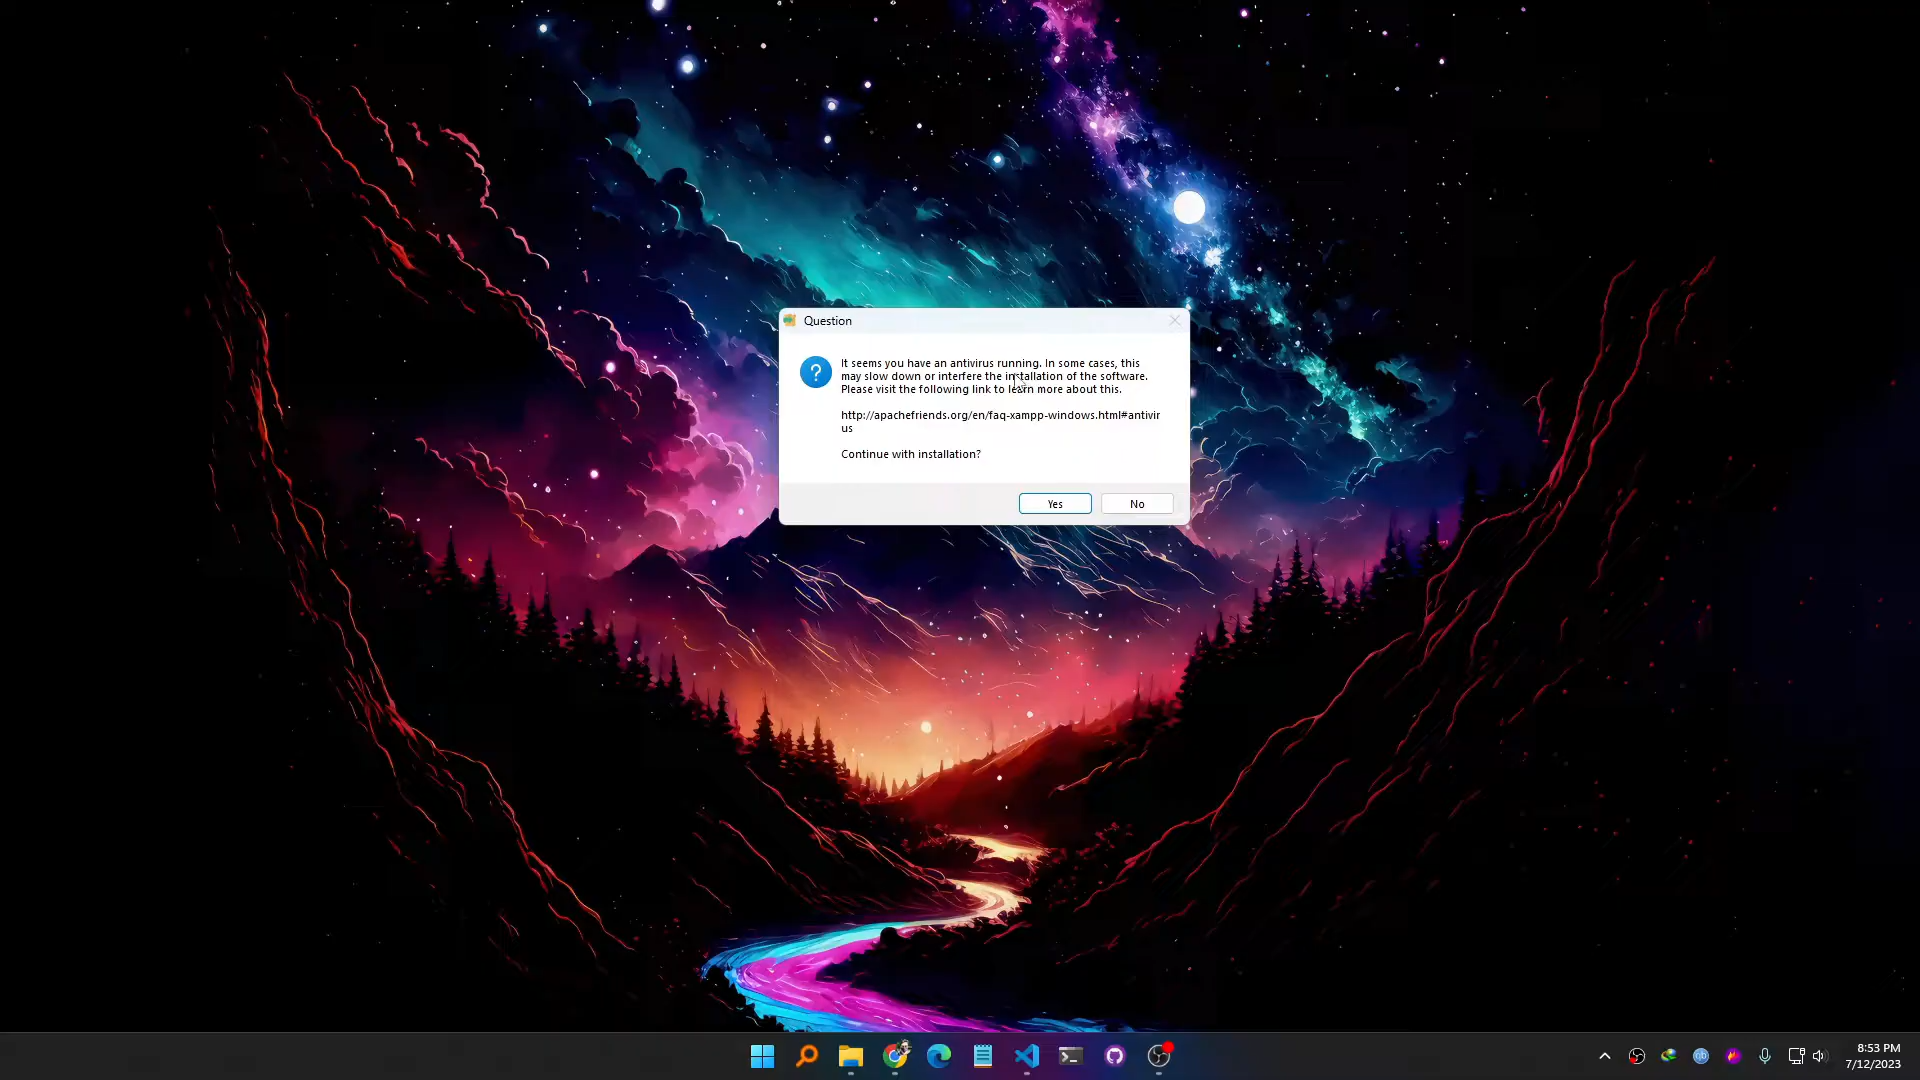 Question
It seems you have an antivirus running. In some cases, this
may slow down or interfere the installation of the software.
Please visit the following link to learn more about this.
http://apachefriends.org/en/faq-xampp-windows.html#antivir
us
Continue with installation?
Yes No
8:53 PM
7/12/2023